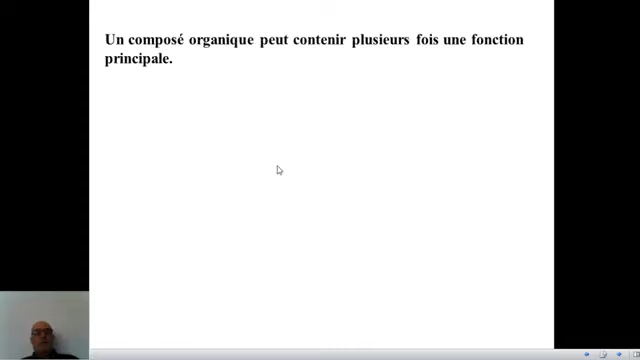 Un composé organique peut contenir plusieurs fois une fonction
principale.